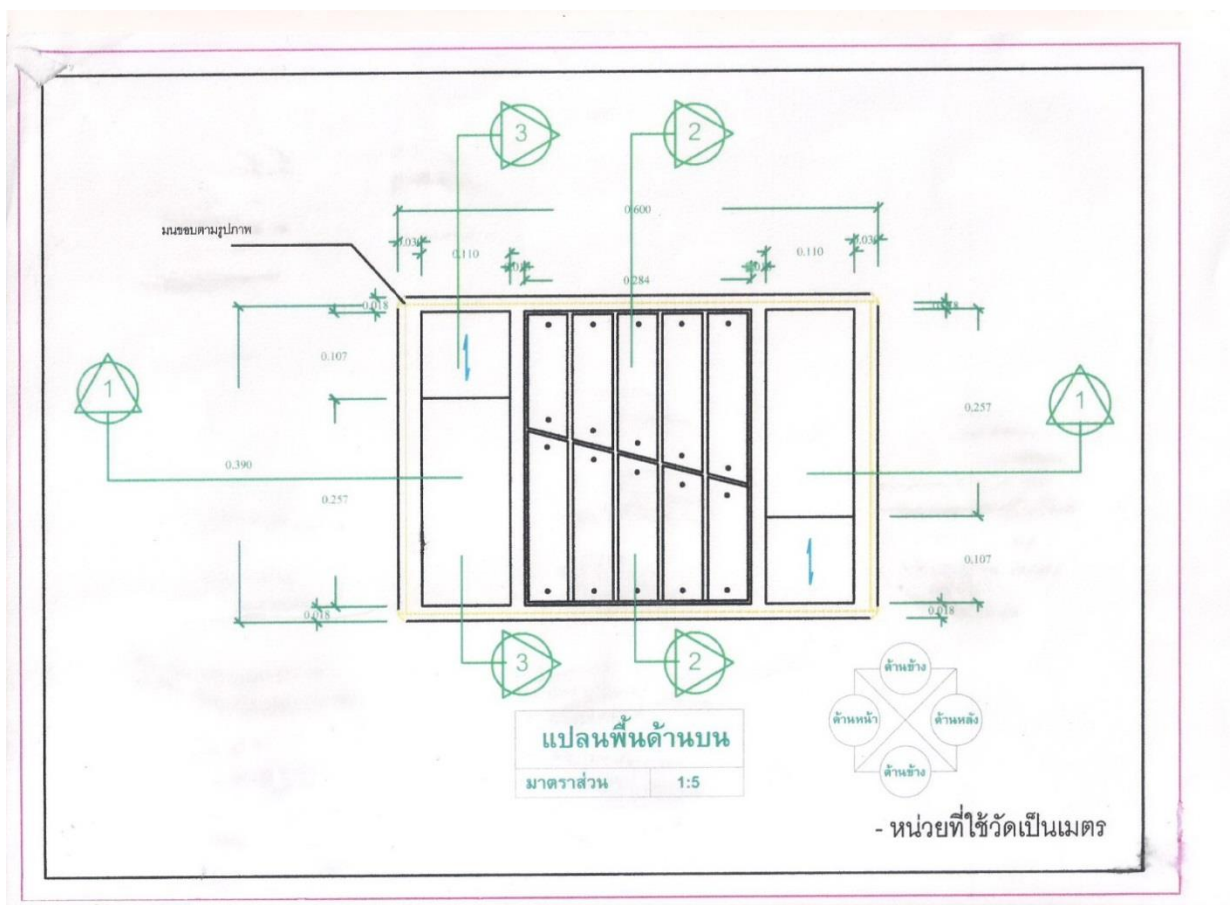 3
2
0.600
มนขอบตามรูปภาพ
0.110
0.110
0.284
0.018
0.018
0.107
1
1
0.257
0.390
0.257
0.107
0.018
0.018
3
2
ด้านข้าง
ด้านหน้า
ด้านหลัง
ด้านข้าง
แปลนพื้นด้านบน
มาตราส่วน 1:5
- หน่วยที่ใช้วัดเป็นเมตร